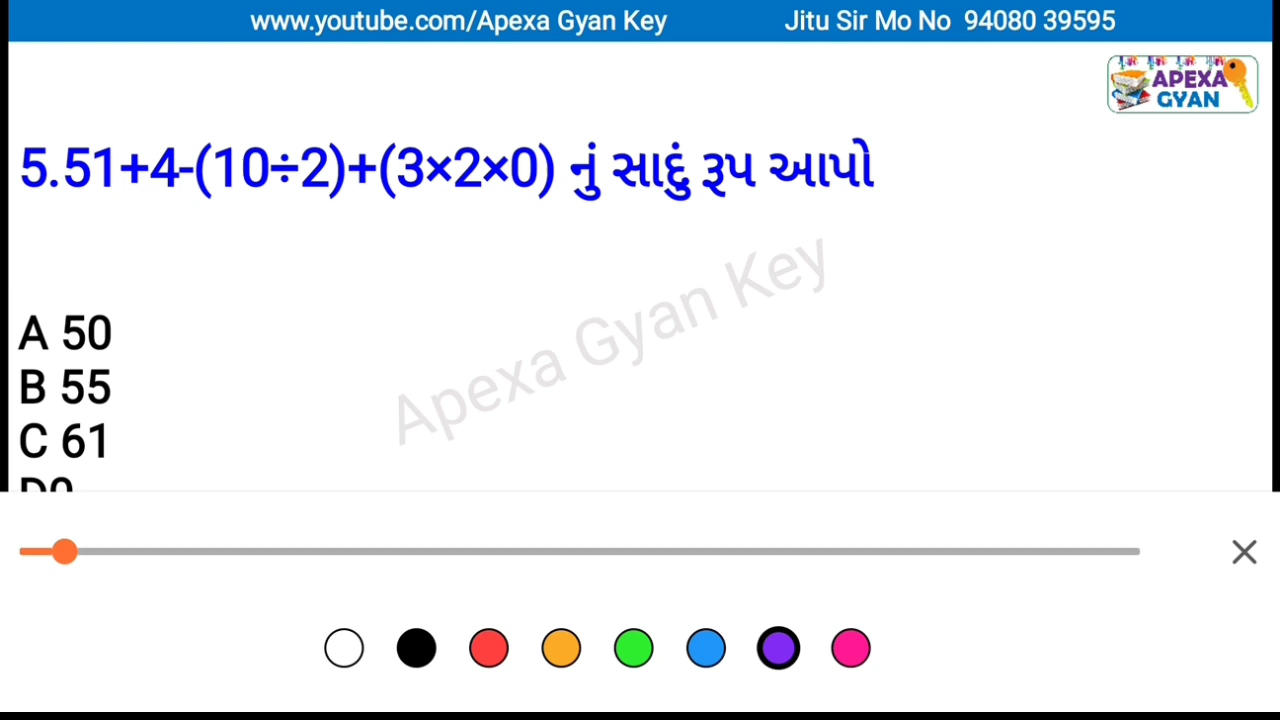 www.youtube.com/Apexa Gyan Key Jitu Sir Mo No 94080 39595
APEXA
GYAN
5.51+4-(10÷2)+(3×2×0) નું સાદું રૂપ આપો
Apexa Gyan Key
A 50
B 55
C 61
D0